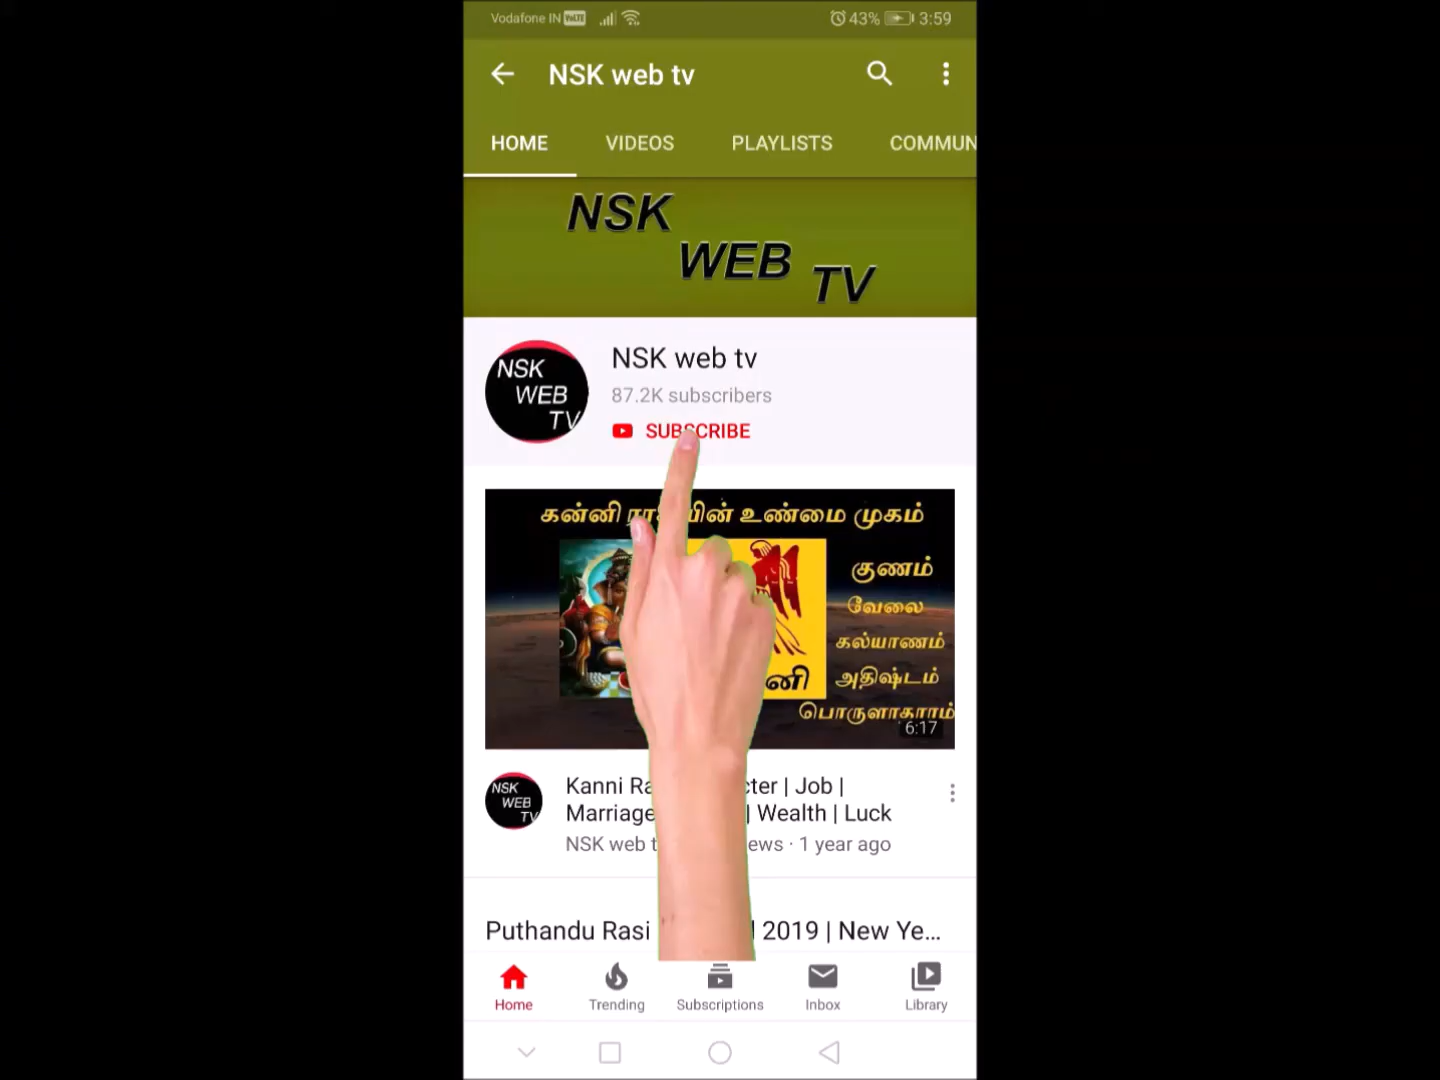 Vodafone IN VoLTE 43% 3:59
NSK web tv
HOME VIDEOS PLAYLISTS COMMUN
NSK
WEB
TV
NSK
WEB
TV
NSK web tv
87.2K subscribers
SUBSCRIBE
கன்னி உண்மை முகம்
குணம்
வேலை
கல்யாணம்
அதிஷ்டம்
பொருளாதாரம்
6:17
NSK
WEB
TV
Kanni | Job |
Marriage | Wealth | Luck
NSK web · 1 year ago
Puthandu Rasi 2019 | New Ye...
Home Trending Subscriptions Inbox Library